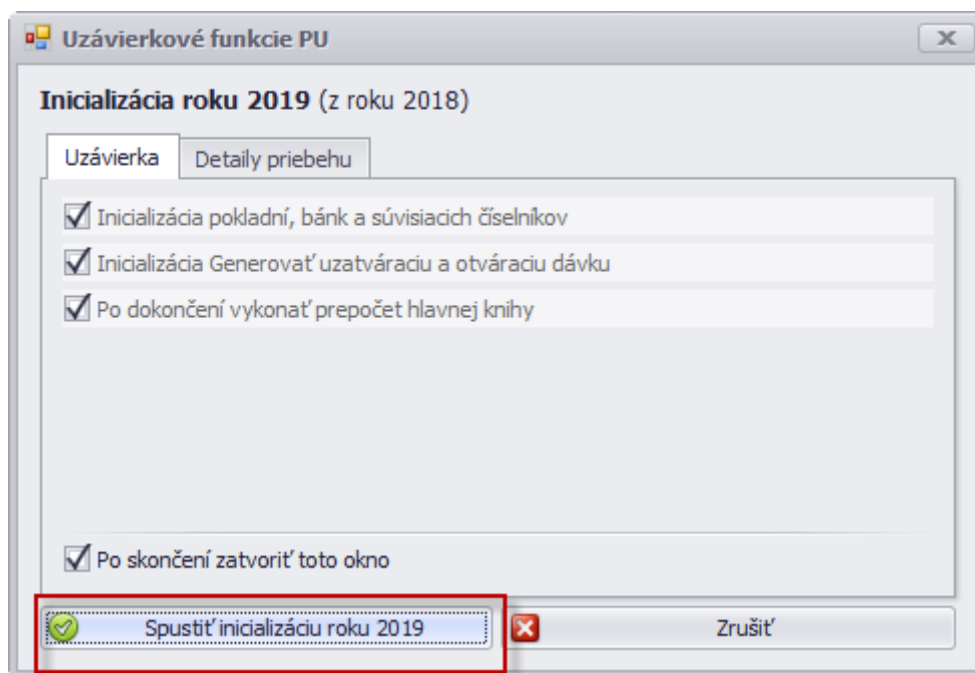 Uzávierkové funkcie PU
Inicializácia roku 2019 (z roku 2018)
Uzávierka
Detaily priebehu
Inicializácia pokladní, bánk a súvisiacich číselníkov
Inicializácia Generovať uzatváraciu a otváraciu dávku
Po dokončení vykonať prepočet hlavnej knihy
Po skončení zatvoriť toto okno
Spustiť inicializáciu roku 2019
Zrušiť